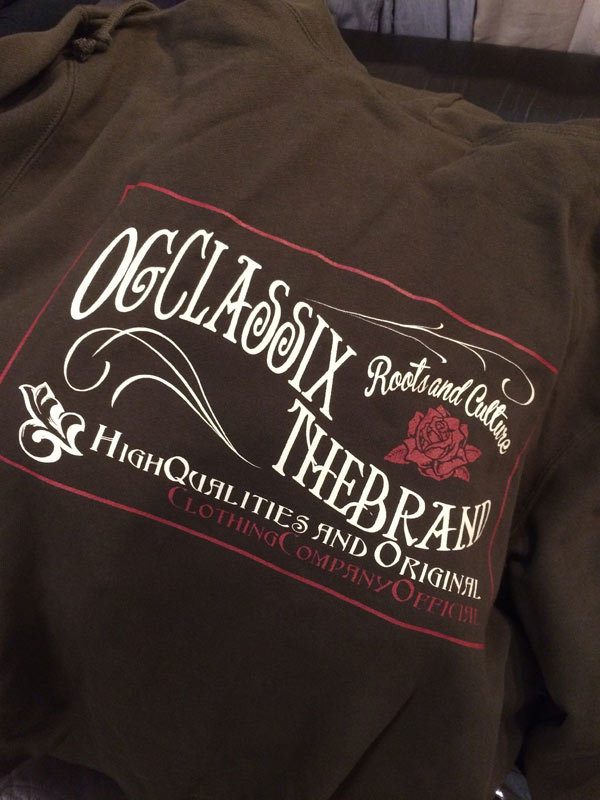 OGCLASSIX
Roots and Culture
THEBRAND
HIGHQUALITIES AND ORIGINAL
CLOTHINGCOMPANYOFFICIAL